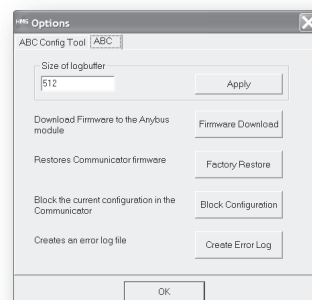 HMS Options
ABC Config Tool ABC
Size of logbuffer
512
Apply
Download Firmware to the Anybus
module
Firmware Download
Restores Communicator firmware
Factory Restore
Block the current configuration in the
Communicator
Block Configuration
Creates an error log file
Create Error Log
OK